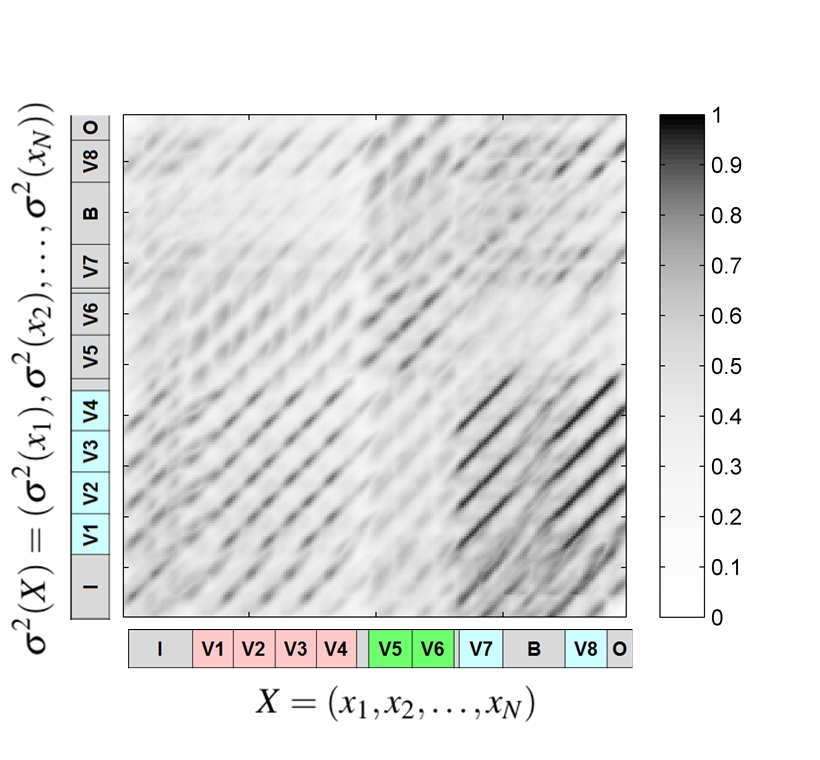 σ²(X) = (σ²(x₁), σ²(x₂), …, σ²(x_N))
O
V8
B
V7
V6
V5
V4
V3
V2
V1
I
1
0.9
0.8
0.7
0.6
0.5
0.4
0.3
0.2
0.1
0
I V1 V2 V3 V4 V5 V6 V7 B V8 O
X = (x₁, x₂, …, x_N)